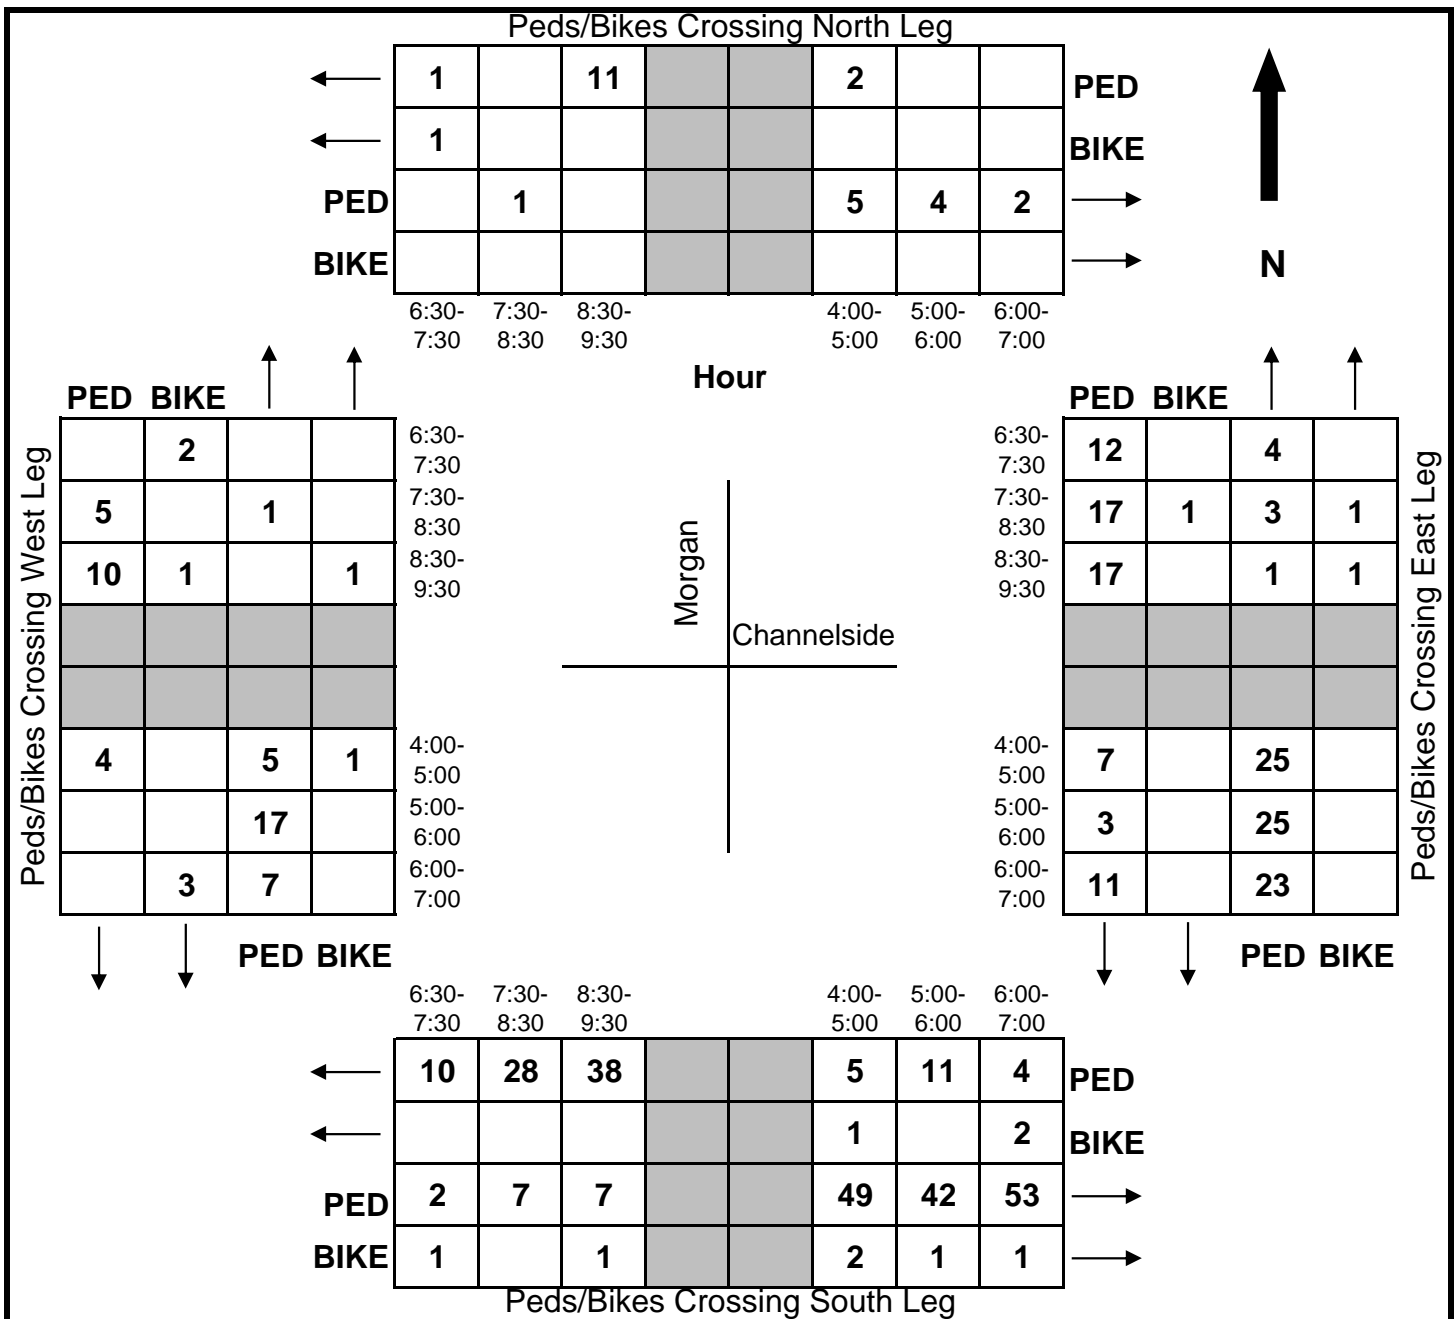 Peds/Bikes Crossing North Leg
1 11 2 PED
1 BIKE
PED 1 5 4 2
BIKE N
6:30- 7:30- 8:30- 4:00- 5:00- 6:00-
7:30 8:30 9:30 5:00 6:00 7:00
Hour
Peds/Bikes Crossing West Leg
PED BIKE
2 6:30-
7:30
5 1 7:30-
8:30
10 1 1 8:30-
9:30
4 5 1 4:00-
5:00
17 5:00-
6:00
3 7 6:00-
7:00
PED BIKE
Morgan
Channelside
PED BIKE
6:30- 12 4
7:30
7:30- 17 1 3 1
8:30
8:30- 17 1 1
9:30
4:00- 7 25
5:00
5:00- 3 25
6:00
6:00- 11 23
7:00
PED BIKE
Peds/Bikes Crossing East Leg
6:30- 7:30- 8:30- 4:00- 5:00- 6:00-
7:30 8:30 9:30 5:00 6:00 7:00
10 28 38 5 11 4 PED
1 2 BIKE
PED 2 7 7 49 42 53
BIKE 1 1 2 1 1
Peds/Bikes Crossing South Leg